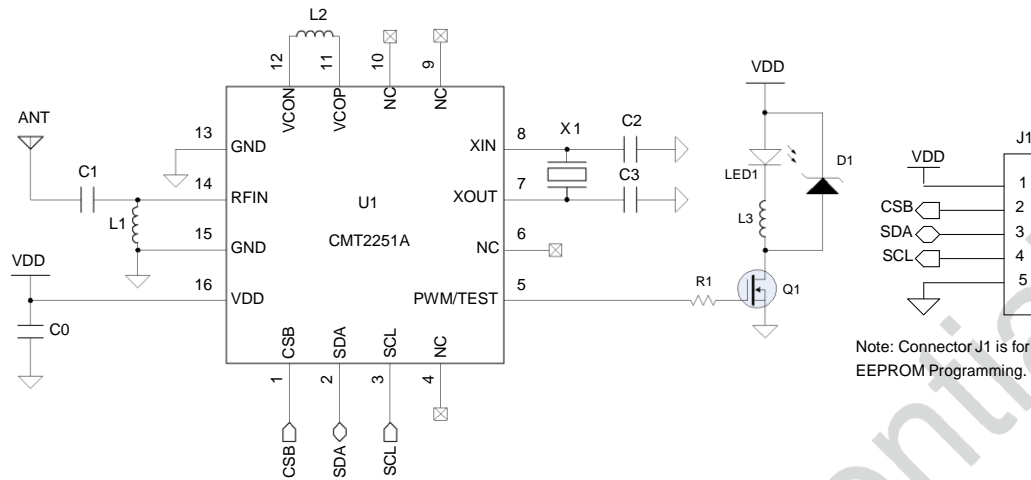 L2
12
11
10
9
VCON
VCOP
NC
NC
VDD
ANT
J1
13
GND
8
XIN
X1
C2
D1
VDD
1
C1
14
RFIN
7
XOUT
C3
LED1
CSB
2
L1
U1
L3
SDA
3
15
GND
CMT2251A
6
NC
SCL
4
VDD
16
VDD
5
PWM/TEST
R1
Q1
5
C0
CSB
SDA
SCL
NC
1
2
3
4
Note: Connector J1 is for
EEPROM Programming.
CSB
SDA
SCL